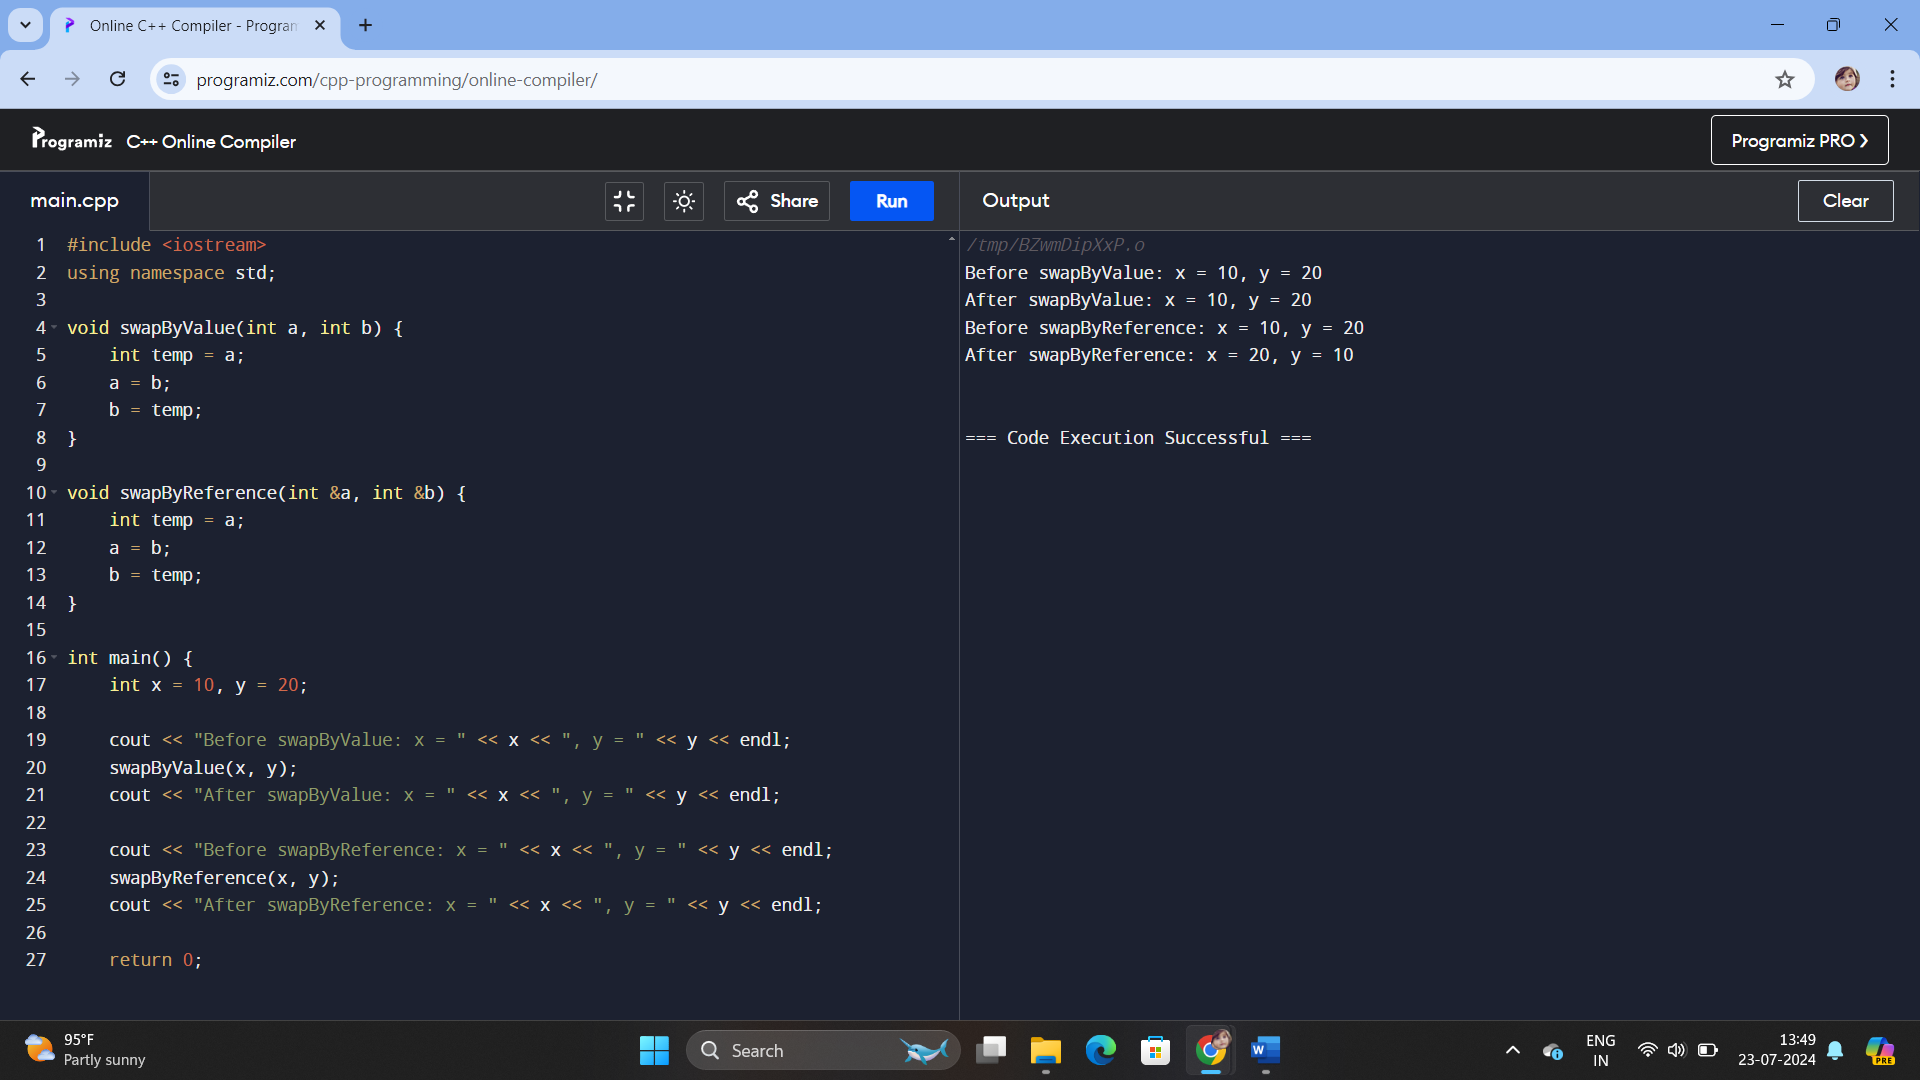 Online C++ Compiler - Program
programiz.com/cpp-programming/online-compiler/
Programiz C++ Online Compiler
Programiz PRO
main.cpp
Share
Run
Output
Clear
1 #include <iostream>
2 using namespace std;
3
4 void swapByValue(int a, int b) {
5     int temp = a;
6     a = b;
7     b = temp;
8 }
9
10 void swapByReference(int &a, int &b) {
11     int temp = a;
12     a = b;
13     b = temp;
14 }
15
16 int main() {
17     int x = 10, y = 20;
18
19     cout << "Before swapByValue: x = " << x << ", y = " << y << endl;
20     swapByValue(x, y);
21     cout << "After swapByValue: x = " << x << ", y = " << y << endl;
22
23     cout << "Before swapByReference: x = " << x << ", y = " << y << endl;
24     swapByReference(x, y);
25     cout << "After swapByReference: x = " << x << ", y = " << y << endl;
26
27     return 0;
/tmp/BZwmDipXxP.o
Before swapByValue: x = 10, y = 20
After swapByValue: x = 10, y = 20
Before swapByReference: x = 10, y = 20
After swapByReference: x = 20, y = 10
=== Code Execution Successful ===
95°F
Partly sunny
Search
W
ENG
IN
13:49
23-07-2024
PRE